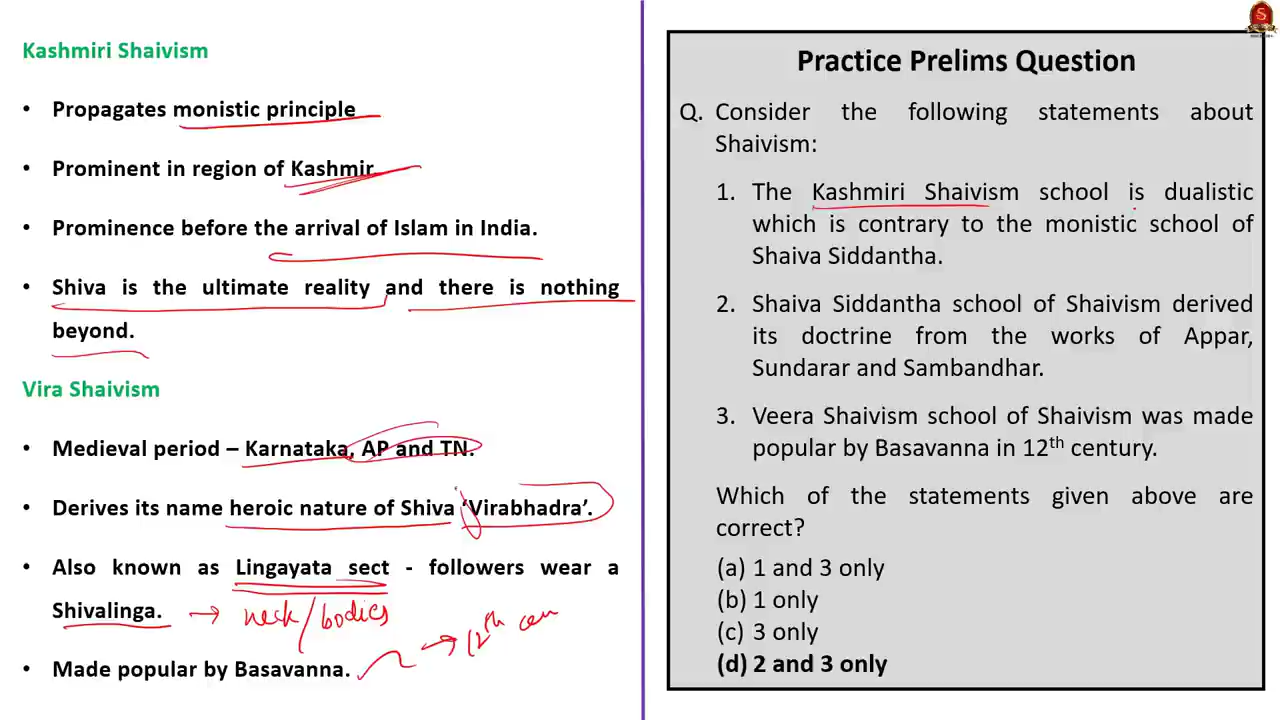 Kashmiri Shaivism
• Propagates monistic principle
• Prominent in region of Kashmir.
• Prominence before the arrival of Islam in India.
• Shiva is the ultimate reality and there is nothing
beyond.
Vira Shaivism
• Medieval period – Karnataka, AP and TN.
• Derives its name heroic nature of Shiva ‘Virabhadra’.
• Also known as Lingayata sect - followers wear a
Shivalinga. → neck/bodies
• Made popular by Basavanna. → 12th cen
Practice Prelims Question
Q. Consider the following statements about
Shaivism:
1. The Kashmiri Shaivism school is dualistic
which is contrary to the monistic school of
Shaiva Siddantha.
2. Shaiva Siddantha school of Shaivism derived
its doctrine from the works of Appar,
Sundarar and Sambandhar.
3. Veera Shaivism school of Shaivism was made
popular by Basavanna in 12th century.
Which of the statements given above are
correct?
(a) 1 and 3 only
(b) 1 only
(c) 3 only
(d) 2 and 3 only